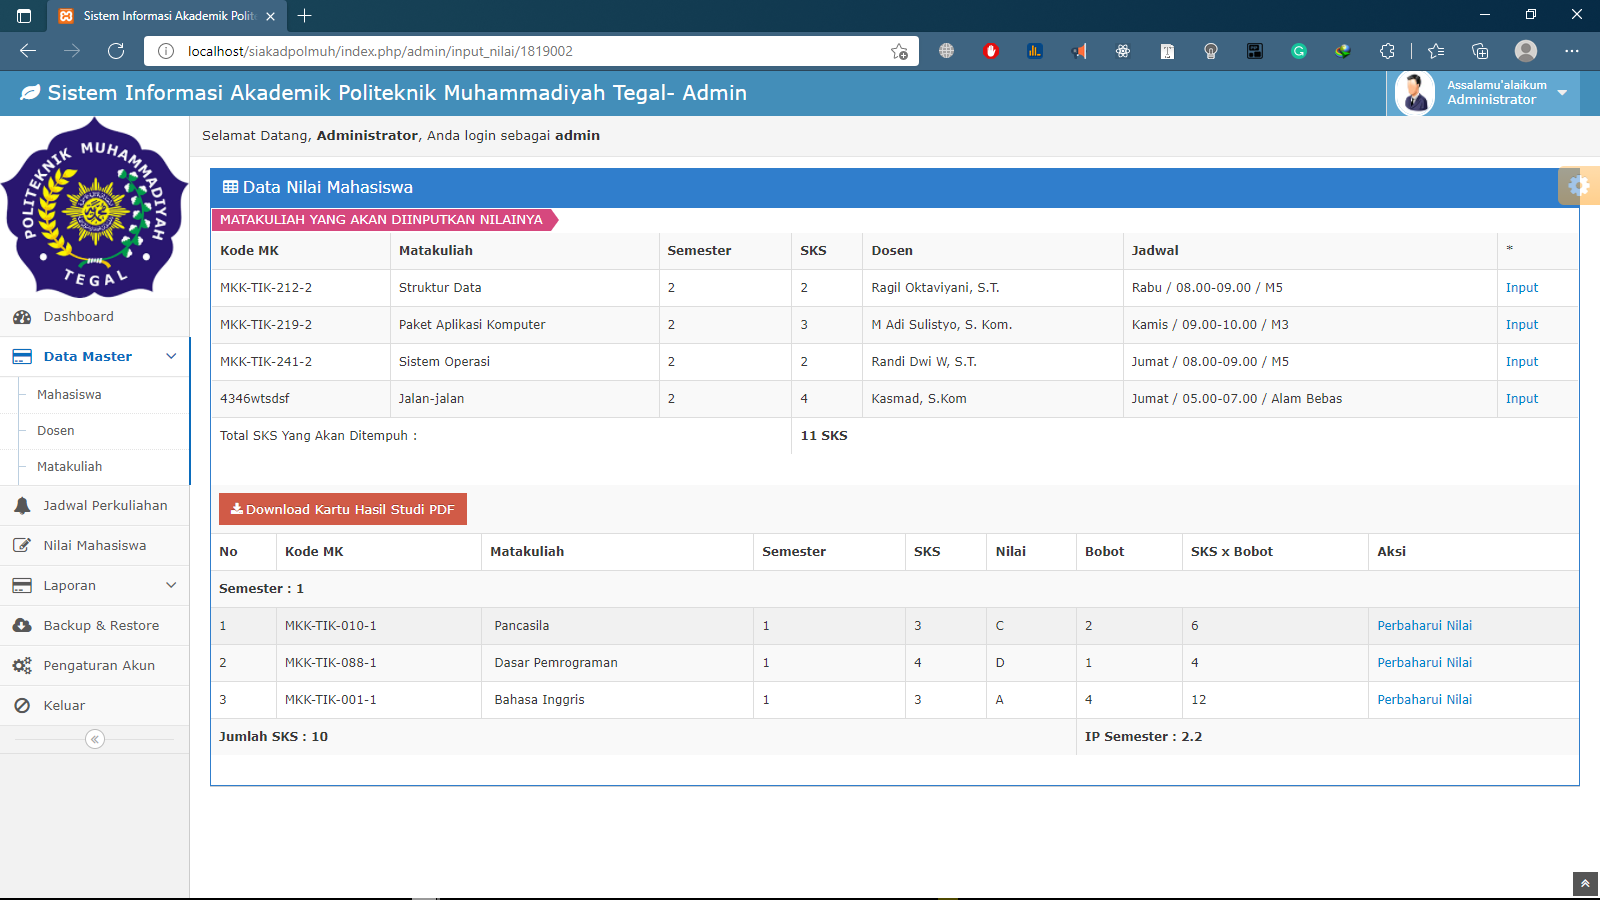 Sistem Informasi Akademik Polit
localhost/siakadpolmuh/index.php/admin/input_nilai/1819002
Sistem Informasi Akademik Politeknik Muhammadiyah Tegal- Admin
Assalamu'alaikum
Administrator
POLITEKNIK MUHAMMADIYAH
TEGAL
Selamat Datang, Administrator, Anda login sebagai admin
Dashboard
Data Master
Mahasiswa
Dosen
Matakuliah
Jadwal Perkuliahan
Nilai Mahasiswa
Laporan
Backup & Restore
Pengaturan Akun
Keluar
Data Nilai Mahasiswa
MATAKULIAH YANG AKAN DIINPUTKAN NILAINYA
Kode MK Matakuliah Semester SKS Dosen Jadwal *
MKK-TIK-212-2 Struktur Data 2 2 Ragil Oktaviyani, S.T. Rabu / 08.00-09.00 / M5 Input
MKK-TIK-219-2 Paket Aplikasi Komputer 2 3 M Adi Sulistyo, S. Kom. Kamis / 09.00-10.00 / M3 Input
MKK-TIK-241-2 Sistem Operasi 2 2 Randi Dwi W, S.T. Jumat / 08.00-09.00 / M5 Input
4346wtsdsf Jalan-jalan 2 4 Kasmad, S.Kom Jumat / 05.00-07.00 / Alam Bebas Input
Total SKS Yang Akan Ditempuh : 11 SKS
Download Kartu Hasil Studi PDF
No Kode MK Matakuliah Semester SKS Nilai Bobot SKS x Bobot Aksi
Semester : 1
1 MKK-TIK-010-1 Pancasila 1 3 C 2 6 Perbaharui Nilai
2 MKK-TIK-088-1 Dasar Pemrograman 1 4 D 1 4 Perbaharui Nilai
3 MKK-TIK-001-1 Bahasa Inggris 1 3 A 4 12 Perbaharui Nilai
Jumlah SKS : 10 IP Semester : 2.2